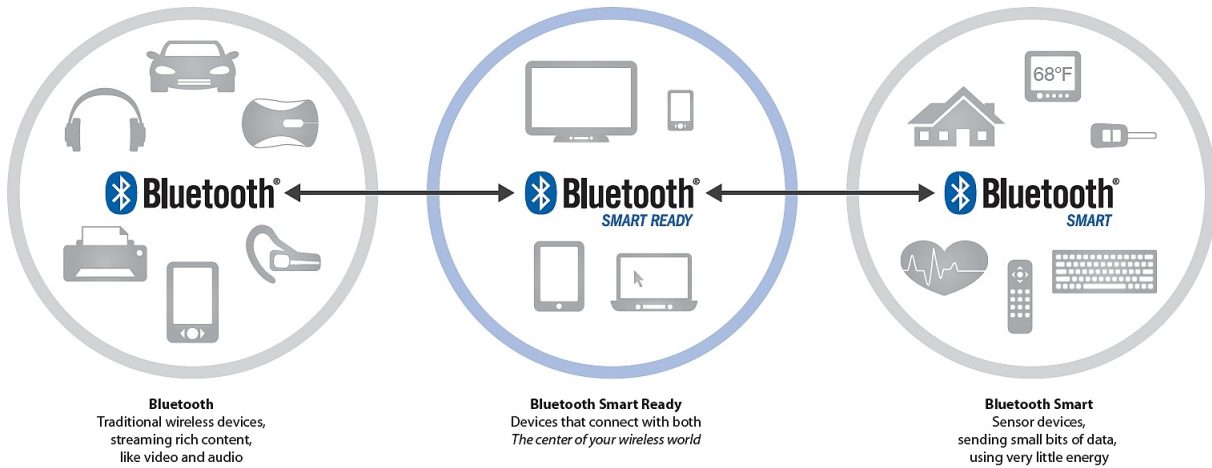 68°F
Bluetooth®
Bluetooth®
SMART READY
Bluetooth®
SMART
Bluetooth
Traditional wireless devices,
streaming rich content,
like video and audio
Bluetooth Smart Ready
Devices that connect with both
The center of your wireless world
Bluetooth Smart
Sensor devices,
sending small bits of data,
using very little energy